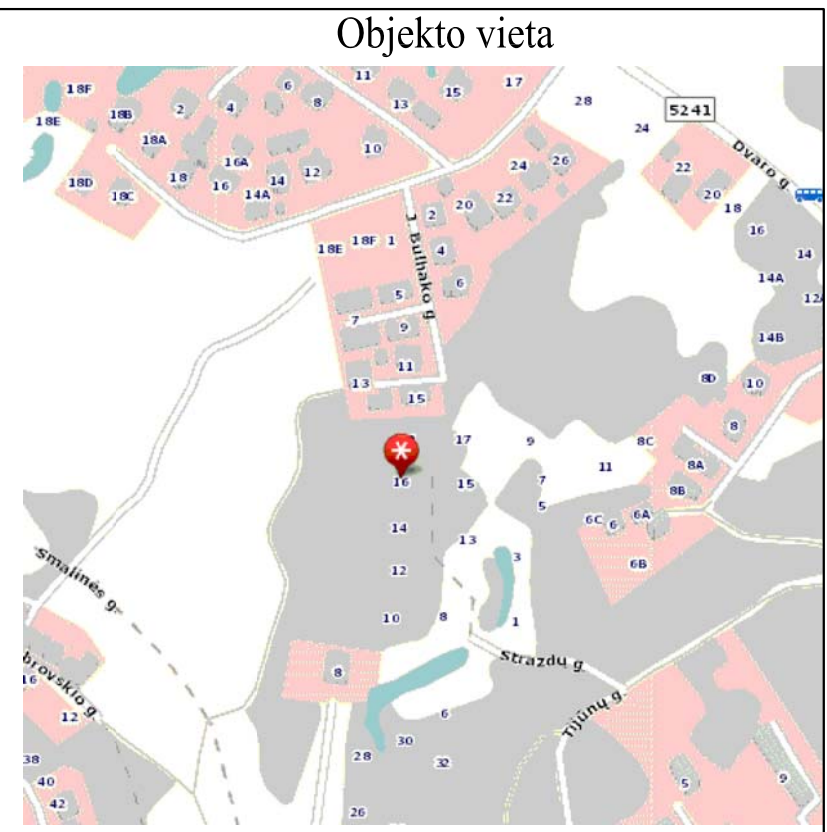 Objekto vieta
18F
6
11
15
17
28
18B
2
4
8
13
5241
18E
24
18A
10
Dvaro g.
16A
24
26
22
18D
18
16
14
12
18C
14A
20
22
20
18
2
J. Bulhako g.
18E
18F
1
4
16
14
6
14A
5
12A
7
9
14B
11
13
8D
10
15
8
17
9
8C
11
8A
16
15
7
8B
5
14
6C
6
6A
13
3
Smalinės g.
12
6B
10
8
1
Strazdų g.
8
brovskio g.
16
12
6
Tijūnų g.
30
28
32
38
40
5
9
42
26